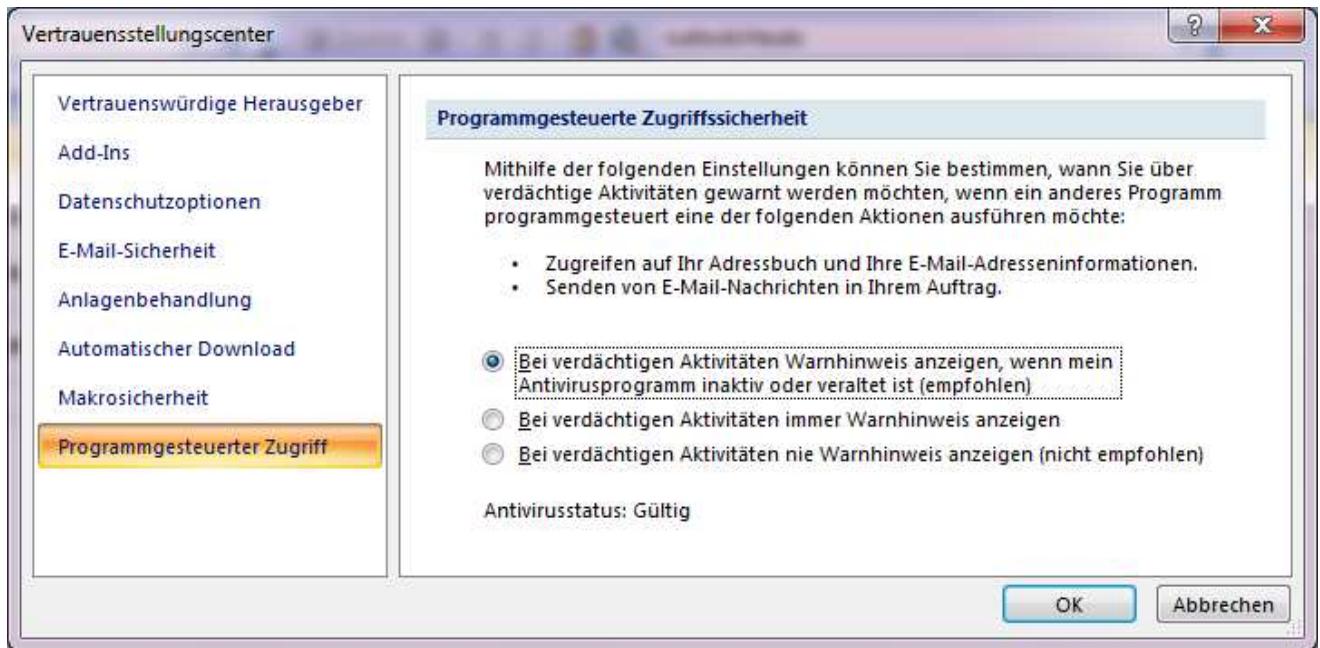 Vertrauensstellungscenter
Vertrauenswürdige Herausgeber
Add-Ins
Datenschutzoptionen
E-Mail-Sicherheit
Anlagenbehandlung
Automatischer Download
Makrosicherheit
Programmgesteuerter Zugriff
Programmgesteuerte Zugriffssicherheit
Mithilfe der folgenden Einstellungen können Sie bestimmen, wann Sie über
verdächtige Aktivitäten gewarnt werden möchten, wenn ein anderes Programm
programmgesteuert eine der folgenden Aktionen ausführen möchte:
• Zugreifen auf Ihr Adressbuch und Ihre E-Mail-Adresseninformationen.
• Senden von E-Mail-Nachrichten in Ihrem Auftrag.
Bei verdächtigen Aktivitäten Warnhinweis anzeigen, wenn mein
Antivirusprogramm inaktiv oder veraltet ist (empfohlen)
Bei verdächtigen Aktivitäten immer Warnhinweis anzeigen
Bei verdächtigen Aktivitäten nie Warnhinweis anzeigen (nicht empfohlen)
Antivirusstatus: Gültig
OK
Abbrechen